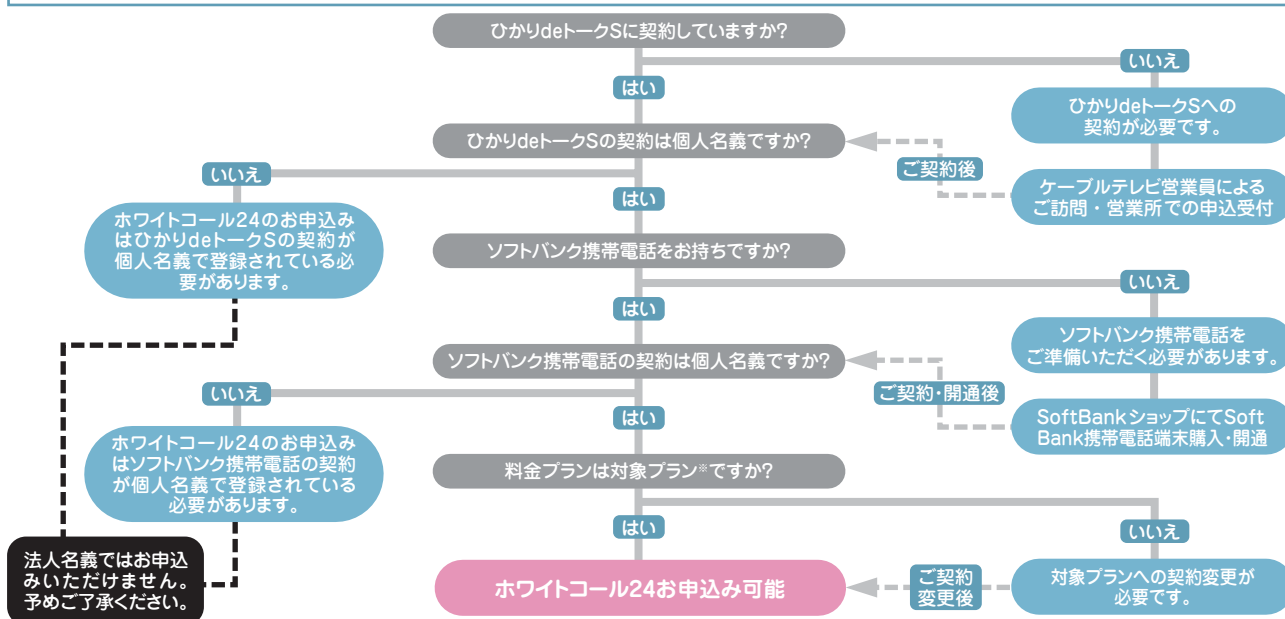 ひかりdeトークSに契約していますか?
いいえ
はい
ひかりdeトークSへの
契約が必要です。
ひかりdeトークSの契約は個人名義ですか?
ご契約後
いいえ
はい
ケーブルテレビ営業員による
ご訪問・営業所での申込受付
ホワイトコール24のお申込み
はひかりdeトークSの契約が
個人名義で登録されている必
要があります。
ソフトバンク携帯電話をお持ちですか?
いいえ
はい
ソフトバンク携帯電話を
ご準備いただく必要があります。
ソフトバンク携帯電話の契約は個人名義ですか?
ご契約・開通後
いいえ
はい
SoftBankショップにてSoft
Bank携帯電話端末購入・開通
ホワイトコール24のお申込み
はソフトバンク携帯電話の契約
が個人名義で登録されている
必要があります。
料金プランは対象プラン※ですか?
はい
いいえ
法人名義ではお申込
みいただけません。
予めご了承ください。
ホワイトコール24お申込み可能
ご契約
変更後
対象プランへの契約変更が
必要です。